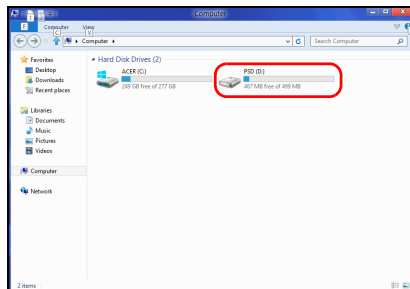 Computer
1
F Computer View
C V
Computer
Search Computer
Favorites
Desktop
Downloads
Recent places
Libraries
Documents
Music
Pictures
Videos
Computer
Network
Hard Disk Drives (2)
ACER (C:)
249 GB free of 277 GB
PSD (D:)
467 MB free of 499 MB
2 items